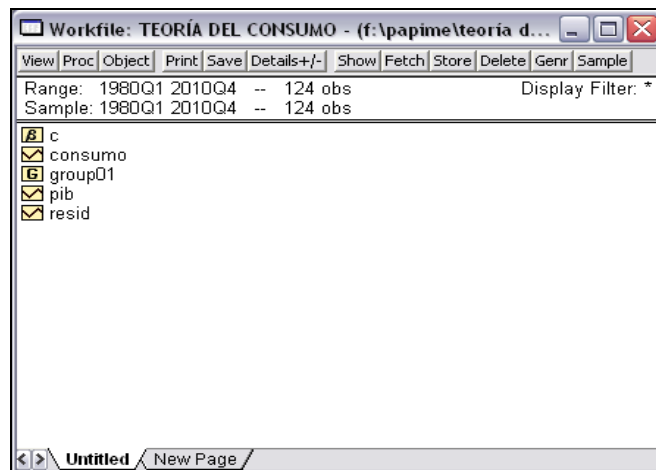 Workfile: TEORÍA DEL CONSUMO - (f:\papime\teoría d...
View Proc Object Print Save Details+/- Show Fetch Store Delete Genr Sample
Range: 1980Q1 2010Q4 -- 124 obs Display Filter: *
Sample: 1980Q1 2010Q4 -- 124 obs
β c
consumo
G group01
pib
resid
Untitled New Page